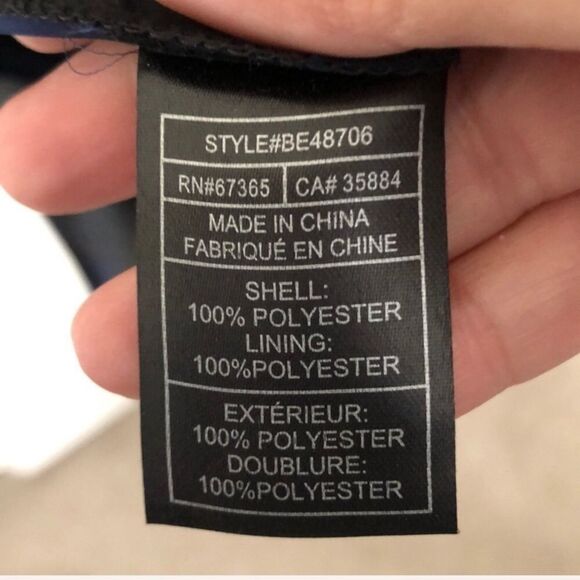 STYLE#BE48706
RN#67365 CA# 35884
MADE IN CHINA
FABRIQUÉ EN CHINE
SHELL:
100% POLYESTER
LINING:
100%POLYESTER
EXTÉRIEUR:
100% POLYESTER
DOUBLURE:
100%POLYESTER